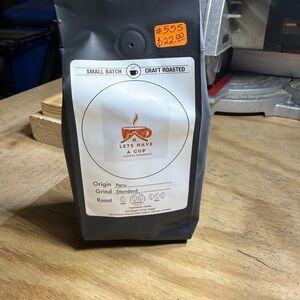 #555
$22.00
SMALL BATCH CRAFT ROASTED
LETS HAVE
A CUP
COFFEE COMPANY
Origin Peru
Grind Standard
Roast